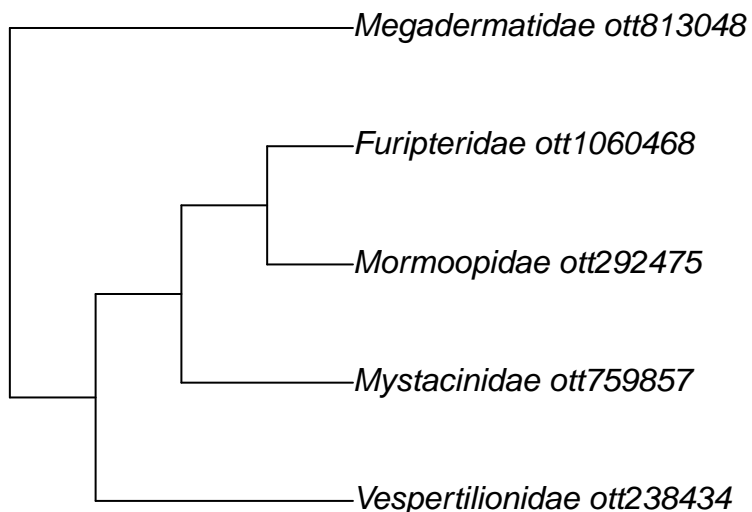 Megadermatidae ott813048
Furipteridae ott1060468
Mormoopidae ott292475
Mystacinidae ott759857
Vespertilionidae ott238434